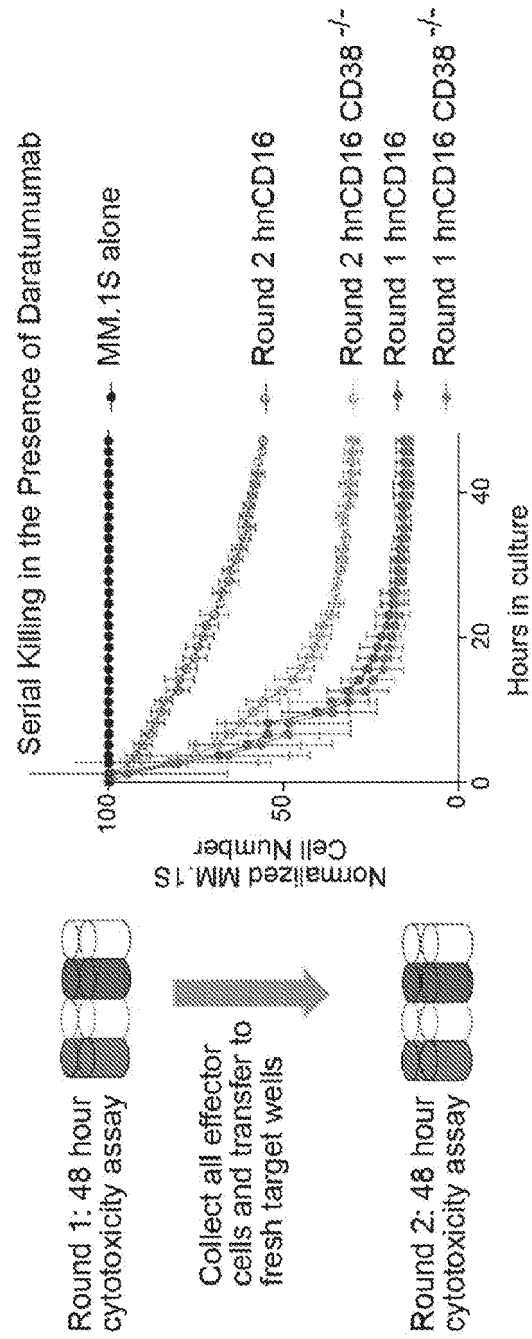 Round 1: 48 hour
cytotoxicity assay
Collect all effector
cells and transfer to
fresh target wells
Round 2: 48 hour
cytotoxicity assay
Serial Killing in the Presence of Daratumumab
Normalized MM.1S
Cell Number
100
50
0
0
20
40
Hours in culture
MM.1S alone
Round 2 hnCD16
Round 2 hnCD16 CD38 -/-
Round 1 hnCD16
Round 1 hnCD16 CD38 -/-